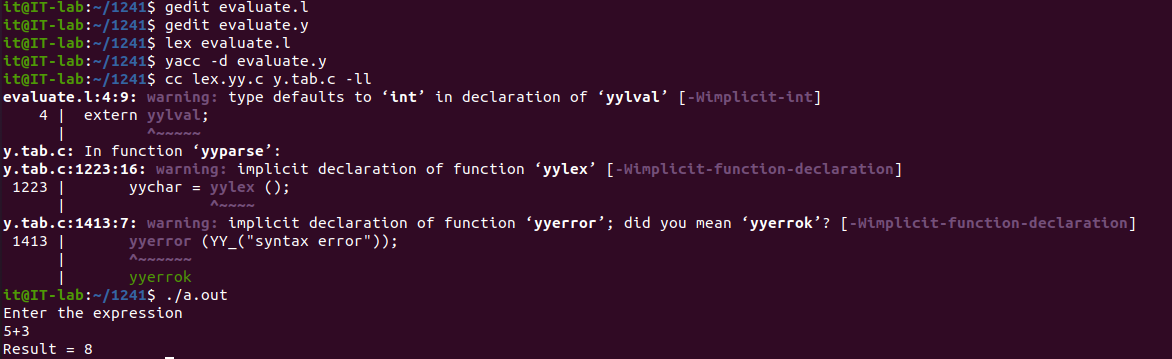 it@IT-lab:~/1241$ gedit evaluate.l
it@IT-lab:~/1241$ gedit evaluate.y
it@IT-lab:~/1241$ lex evaluate.l
it@IT-lab:~/1241$ yacc -d evaluate.y
it@IT-lab:~/1241$ cc lex.yy.c y.tab.c -ll
evaluate.l:4:9: warning: type defaults to ‘int’ in declaration of ‘yylval’ [-Wimplicit-int]
    4 |  extern yylval;
      |         ^~~~~~
y.tab.c: In function ‘yyparse’:
y.tab.c:1223:16: warning: implicit declaration of function ‘yylex’ [-Wimplicit-function-declaration]
 1223 |       yychar = yylex ();
      |                ^~~~~
y.tab.c:1413:7: warning: implicit declaration of function ‘yyerror’; did you mean ‘yyerrok’? [-Wimplicit-function-declaration]
 1413 |       yyerror (YY_("syntax error"));
      |       ^~~~~~~
      |       yyerrok
it@IT-lab:~/1241$ ./a.out
Enter the expression
5+3
Result = 8